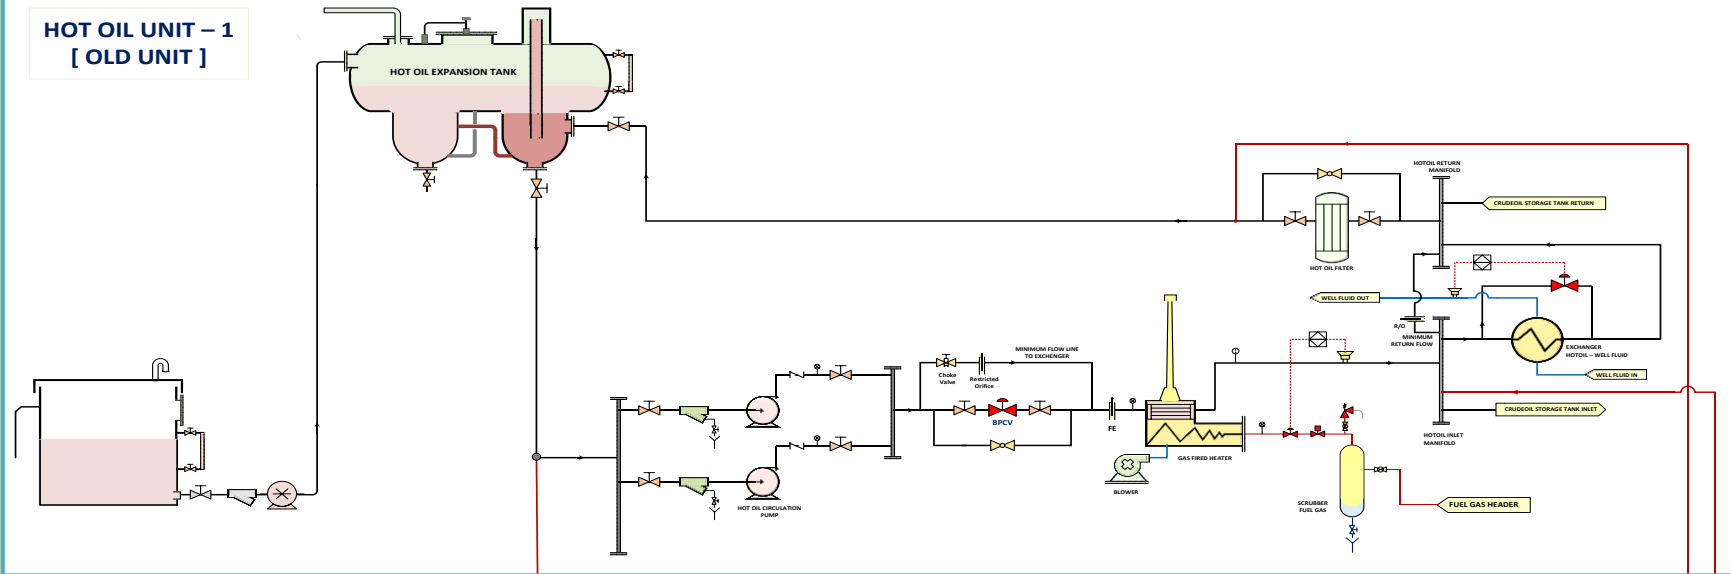 HOT OIL UNIT – 1
[ OLD UNIT ]
HOT OIL EXPANSION TANK
HOTOIL RETURN
MANIFOLD
CRUDEOIL STORAGE TANK RETURN
HOT OIL FILTER
WELL FLUID OUT
R/O
MINIMUM
RETURN FLOW
EXCHANGER
HOTOIL – WELL FLUID
WELL FLUID IN
CRUDEOIL STORAGE TANK INLET
HOTOIL INLET
MANIFOLD
MINIMUM FLOW LINE
TO EXCHENGER
Choke
Valve
Restricted
Orifice
BPCV
FE
GAS FIRED HEATER
BLOWER
HOT OIL CIRCULATION
PUMP
SCRUBBER
FUEL GAS
FUEL GAS HEADER